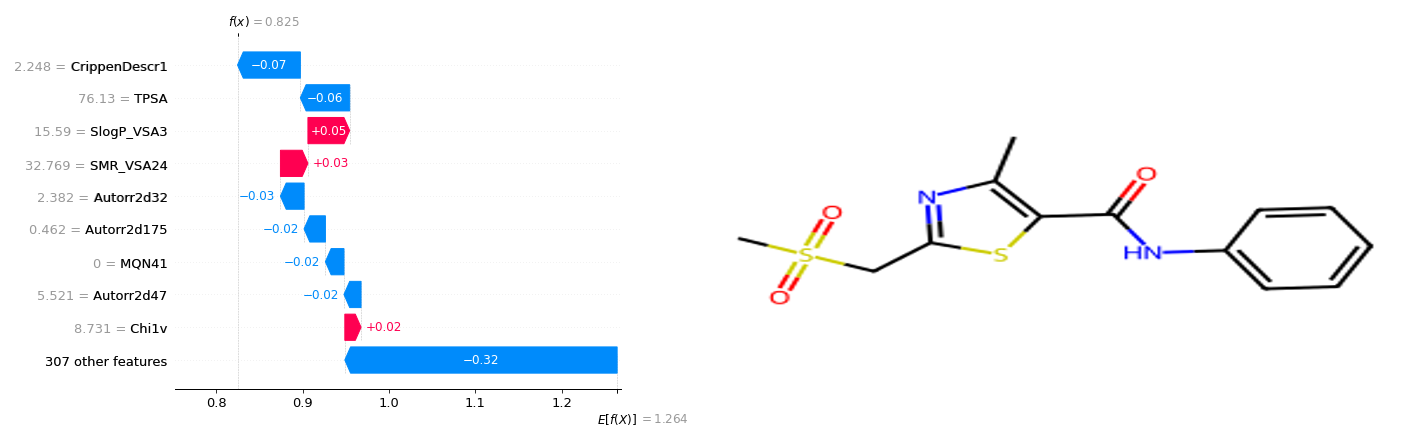 f(x) = 0.825
2.248 = CrippenDescr1 −0.07
76.13 = TPSA −0.06
15.59 = SlogP_VSA3 +0.05
32.769 = SMR_VSA24 +0.03
2.382 = Autorr2d32 −0.03
0.462 = Autorr2d175 −0.02
0 = MQN41 −0.02
5.521 = Autorr2d47 −0.02
8.731 = Chi1v +0.02
307 other features −0.32
0.8 0.9 1.0 1.1 1.2
E[f(X)] = 1.264
O
N
O
S
S
HN
O